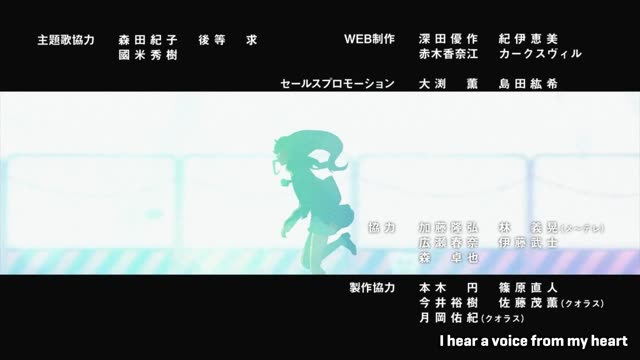 主題歌協力 森田紀子 後等 求
國米秀樹
WEB制作 深田優作 紀伊恵美
赤木香奈江 カークスヴィル
セールスプロモーション 大渕 薫 島田紘希
協力 加藤隆弘 林 義晃(メ~テレ)
広瀬春奈 伊藤武士
森 卓也
製作協力 本木 円 篠原直人
今井裕樹 佐藤茂薫(クオラス)
月岡佑紀(クオラス)
I hear a voice from my heart